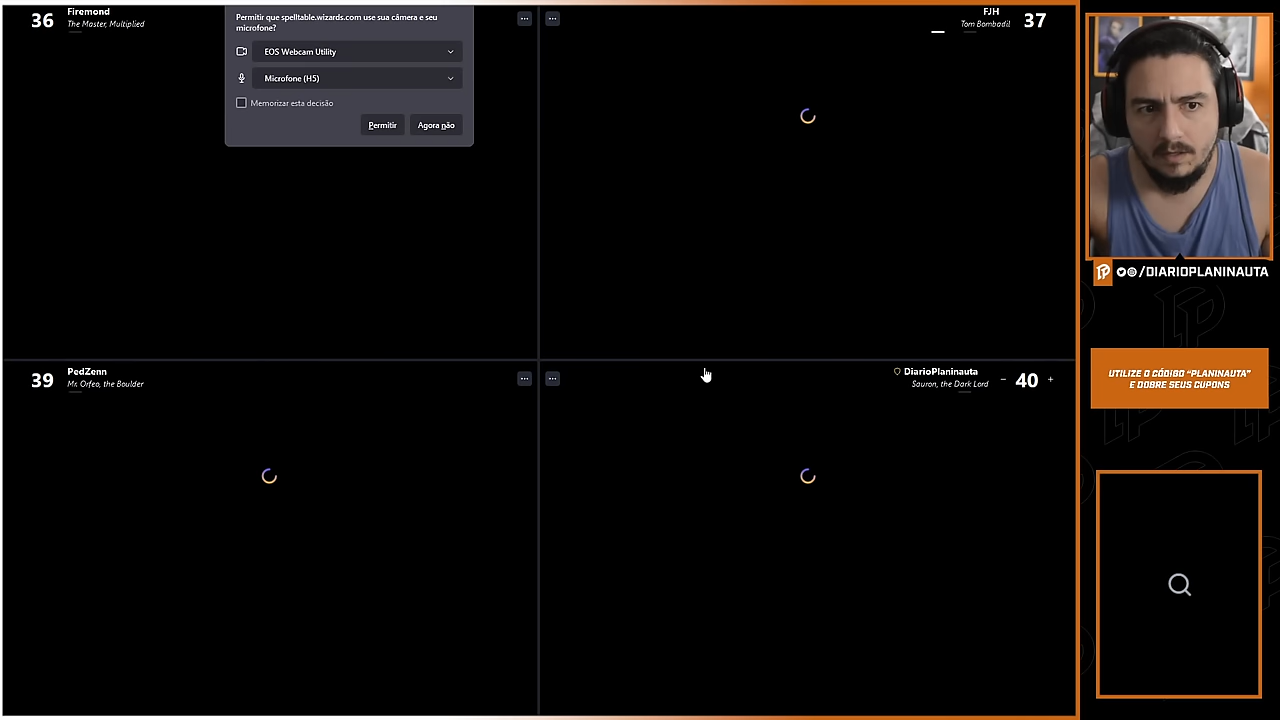 36
Firemond
The Master, Multiplied
Permitir que spelltable.wizards.com use sua câmera e seu
microfone?
EOS Webcam Utility
Microfone (H5)
Memorizar esta decisão
Permitir
Agora não
FJH
Tom Bombadil
37
39
PedZenn
Mr. Orfeo, the Boulder
DiarioPlaninauta
Sauron, the Dark Lord
− 40 +
/DIARIOPLANINAUTA
UTILIZE O CÓDIGO "PLANINAUTA"
E DOBRE SEUS CUPONS